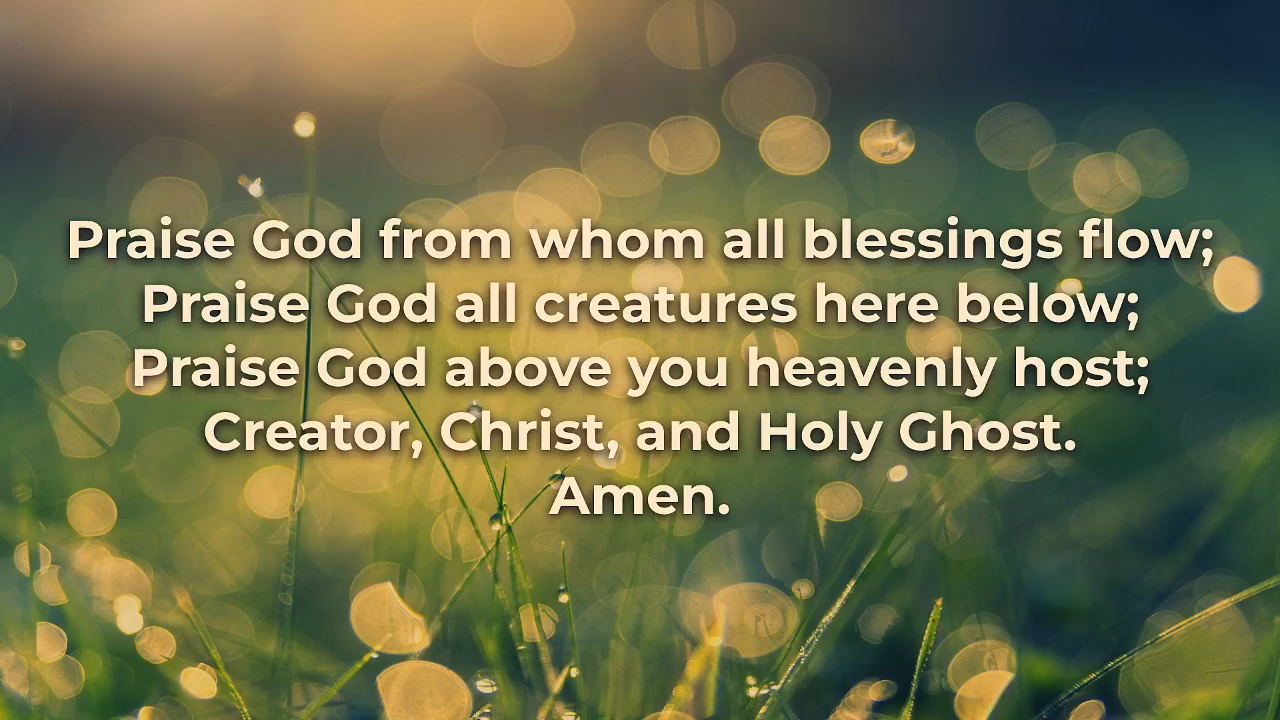 Praise God from whom all blessings flow;
Praise God all creatures here below;
Praise God above you heavenly host;
Creator, Christ, and Holy Ghost.
Amen.